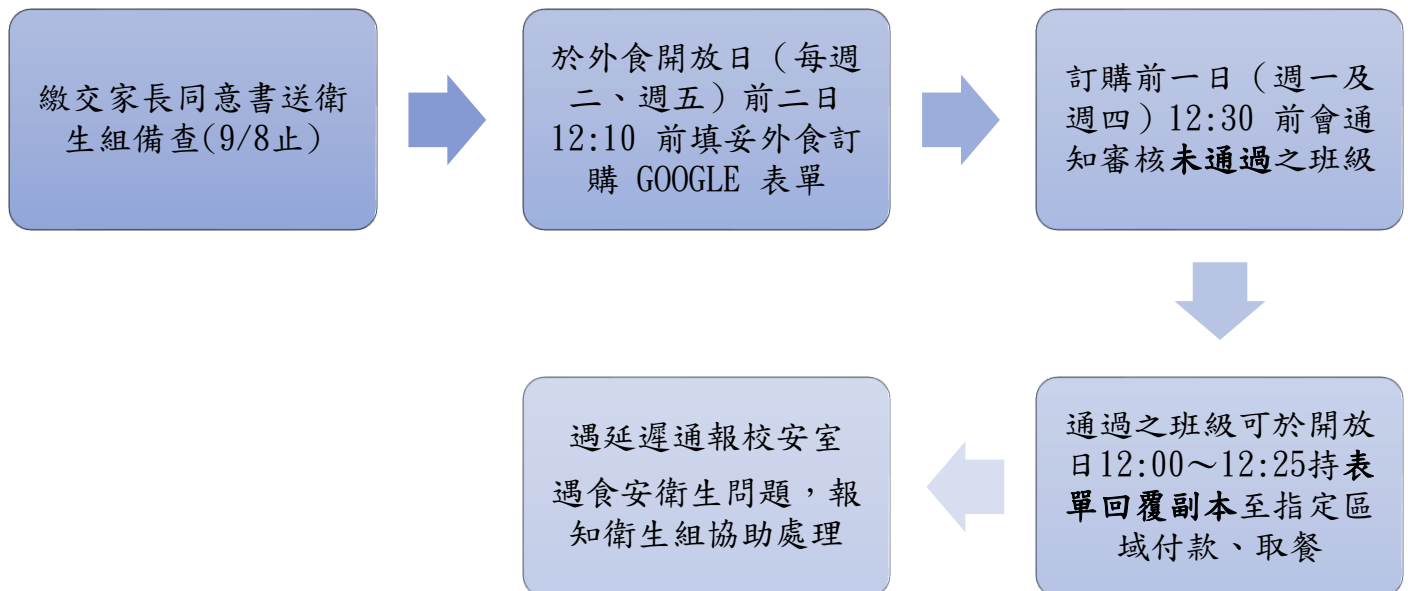 繳交家長同意書送衛
生組備查(9/8止)
於外食開放日（每週
二、週五）前二日
12:10 前填妥外食訂
購 GOOGLE 表單
訂購前一日（週一及
週四）12:30 前會通
知審核未通過之班級
通過之班級可於開放
日12:00～12:25持表
單回覆副本至指定區
域付款、取餐
遇延遲通報校安室
遇食安衛生問題，報
知衛生組協助處理